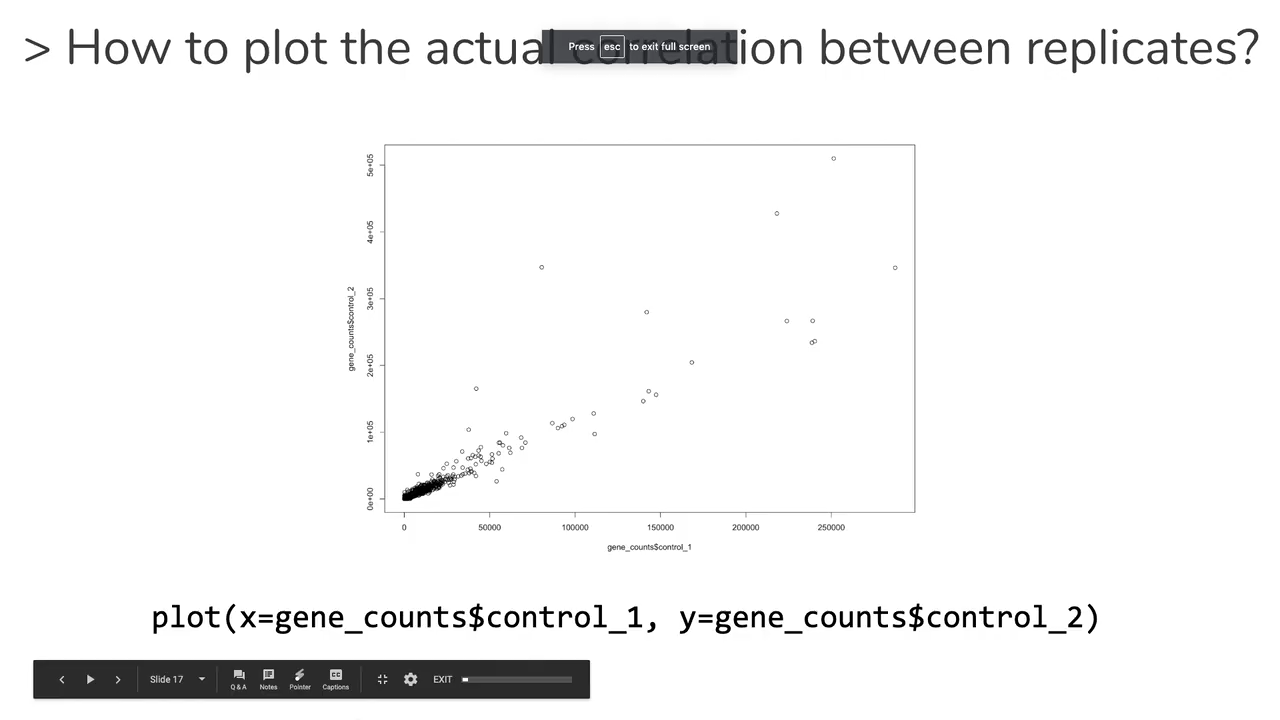 > How to plot the actual correlation between replicates?
Press esc to exit full screen
5e+05
4e+05
3e+05
2e+05
1e+05
0e+00
gene_counts$control_2
0 50000 100000 150000 200000 250000
gene_counts$control_1
plot(x=gene_counts$control_1, y=gene_counts$control_2)
Slide 17
Q & A
Notes
Pointer
CC
Captions
EXIT